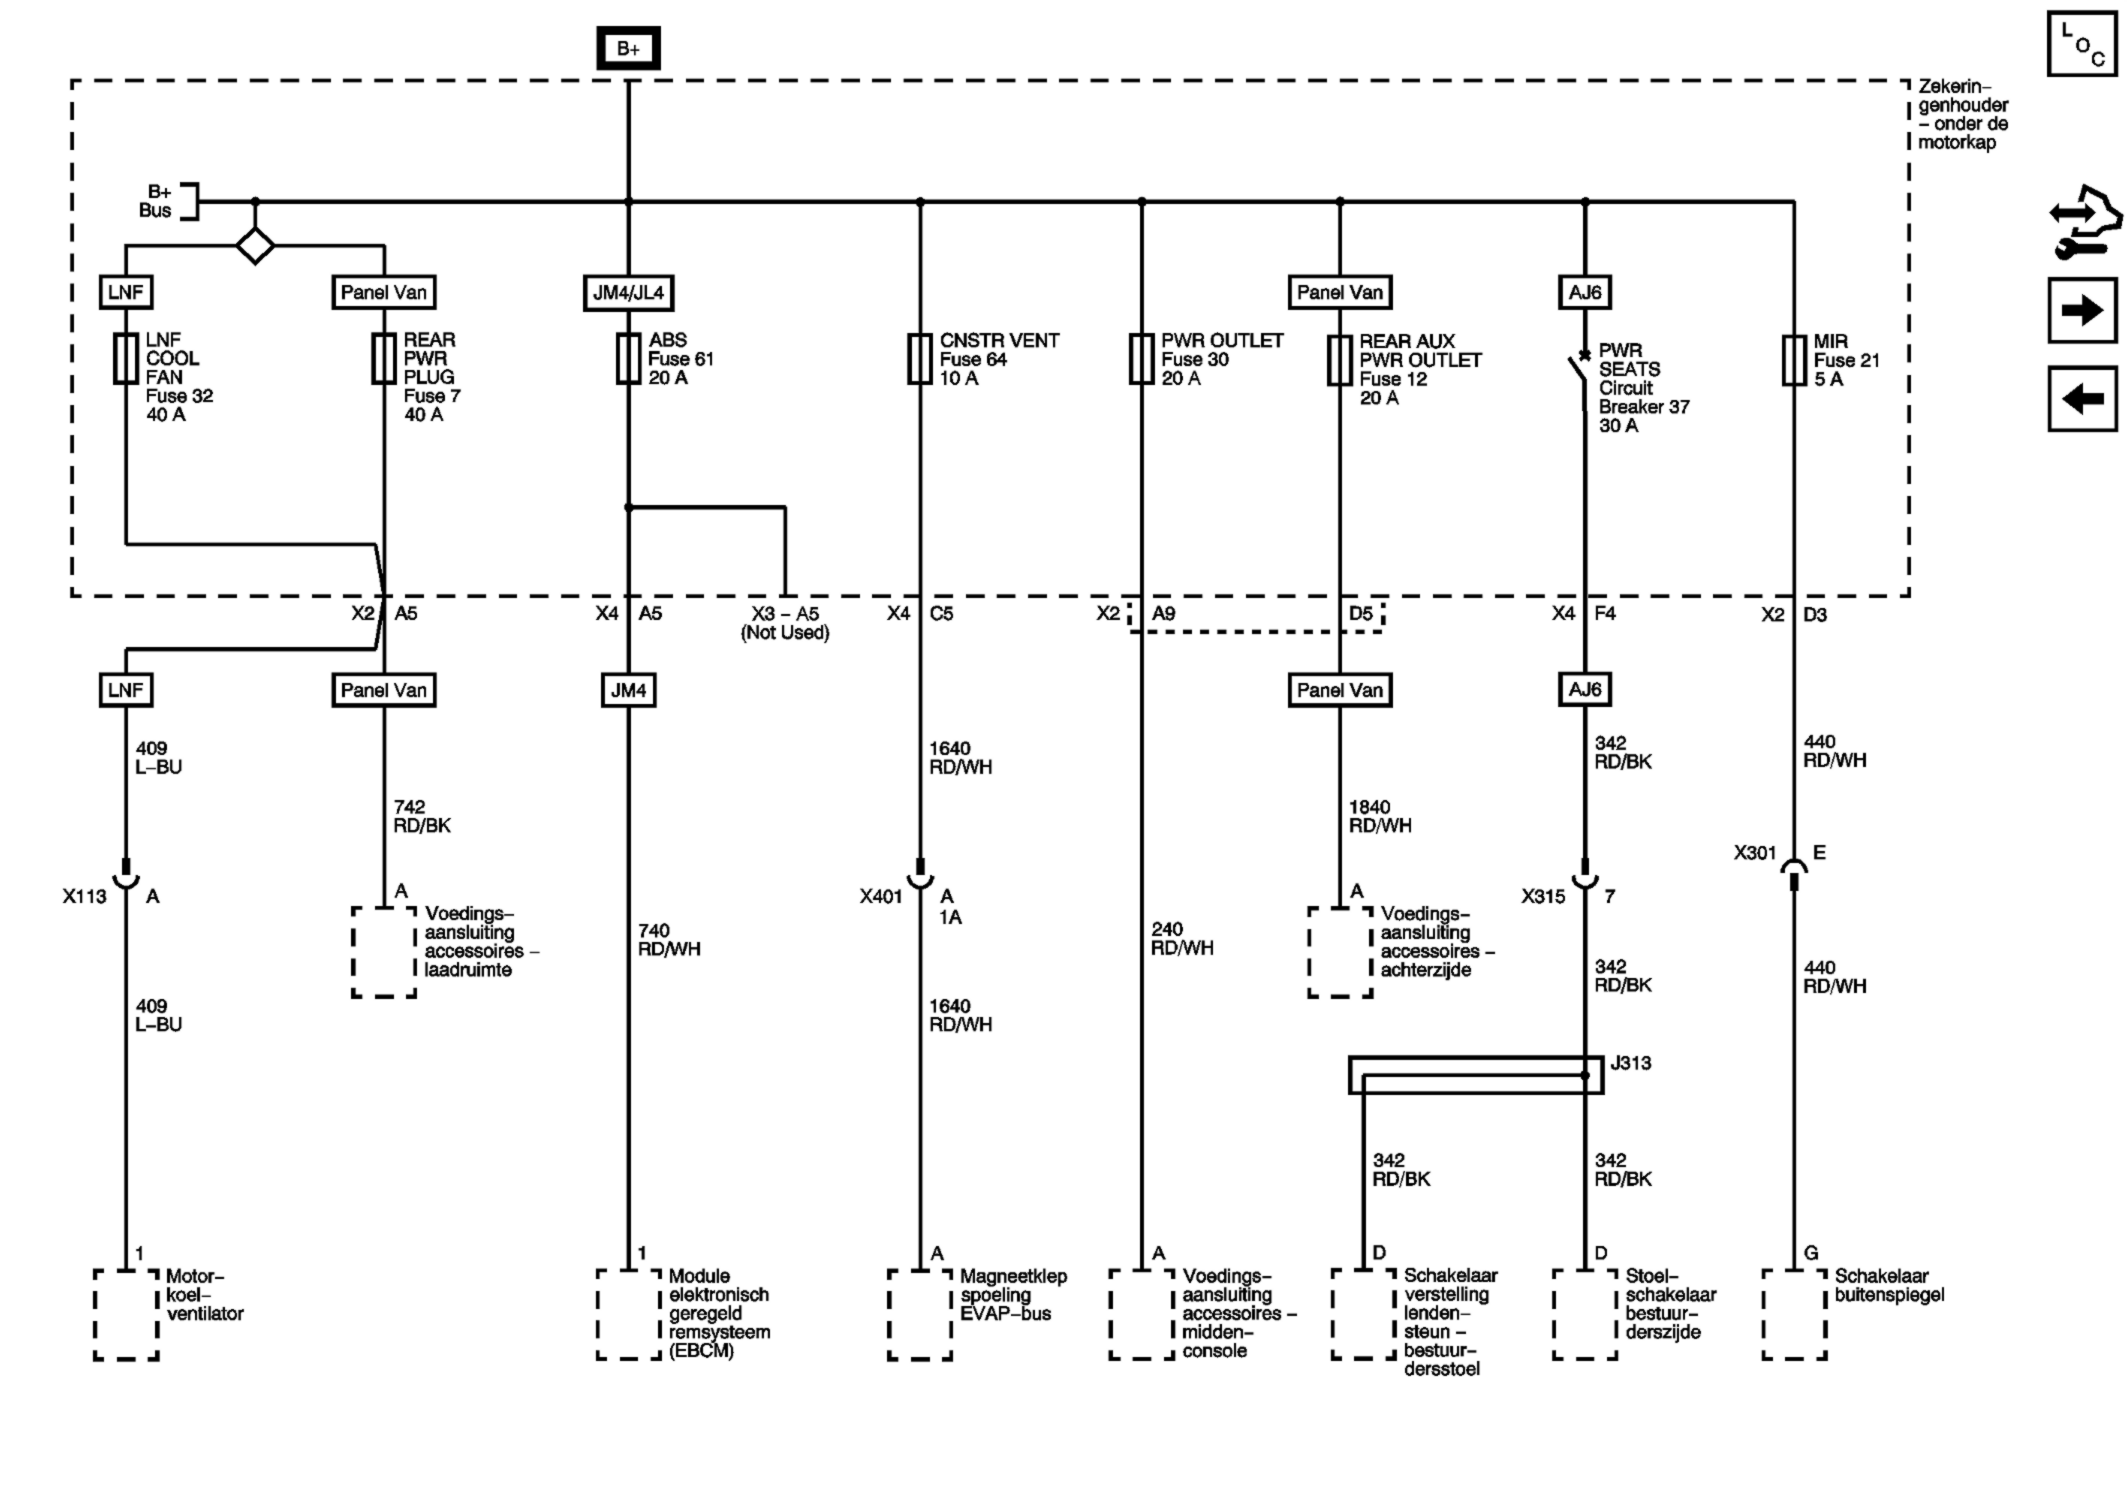 B+
L
O
C
Zekerin–
genhouder
– onder de
motorkap
B+
Bus
LNF
Panel Van
JM4/JL4
Panel Van
AJ6
LNF
COOL
FAN
Fuse 32
40 A
REAR
PWR
PLUG
Fuse 7
40 A
ABS
Fuse 61
20 A
CNSTR VENT
Fuse 64
10 A
PWR OUTLET
Fuse 30
20 A
REAR AUX
PWR OUTLET
Fuse 12
20 A
PWR
SEATS
Circuit
Breaker 37
30 A
MIR
Fuse 21
5 A
X2 A5
X4 A5
X3 – A5
(Not Used)
X4 C5
X2 A9
D5
X4 F4
X2 D3
LNF
Panel Van
JM4
Panel Van
AJ6
409
L–BU
742
RD/BK
1640
RD/WH
1840
RD/WH
342
RD/BK
440
RD/WH
X113 A
A
Voedings–
aansluiting
accessoires –
laadruimte
740
RD/WH
X401 A
1A
240
RD/WH
A
Voedings–
aansluiting
accessoires –
achterzijde
X315 7
X301 E
409
L–BU
1640
RD/WH
342
RD/BK
440
RD/WH
J313
342
RD/BK
342
RD/BK
1
Motor–
koel–
ventilator
1
Module
elektronisch
geregeld
remsysteem
(EBCM)
A
Magneetklep
spoeling
EVAP–bus
A
Voedings–
aansluiting
accessoires –
midden–
console
D
Schakelaar
verstelling
lenden–
steun –
bestuur–
dersstoel
D
Stoel–
schakelaar
bestuur–
derszijde
G
Schakelaar
buitenspiegel